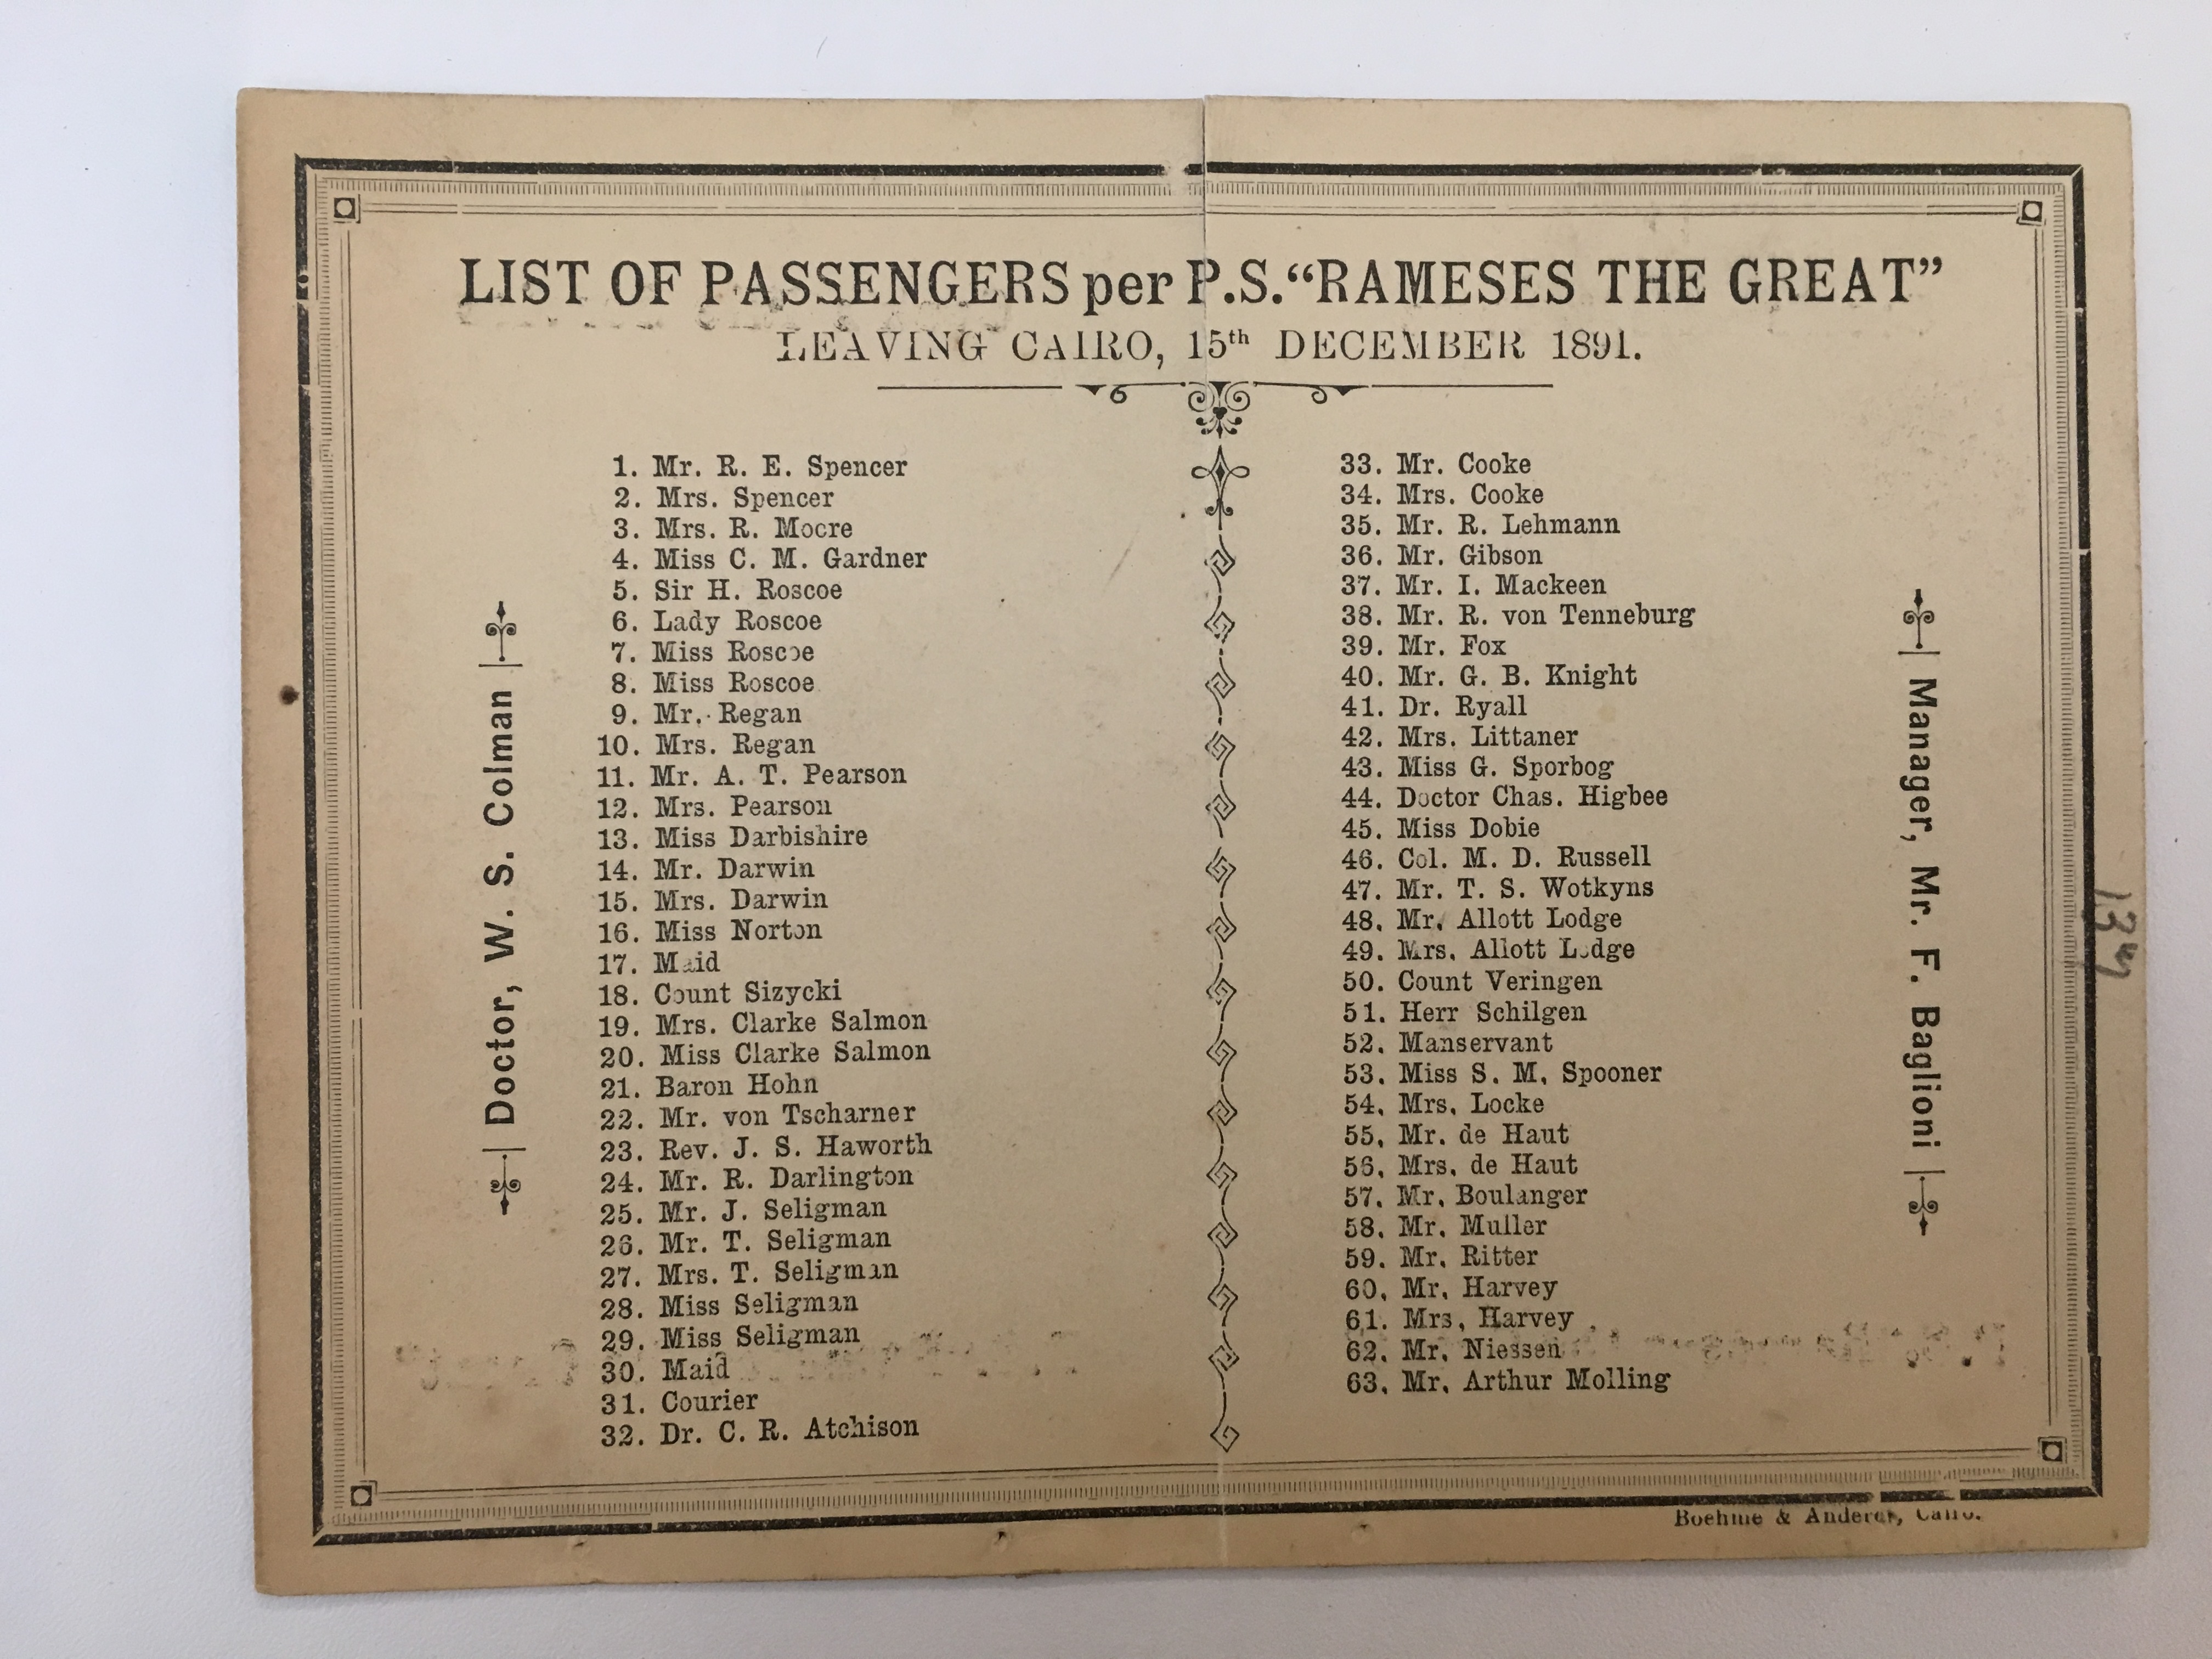 LIST OF PASSENGERS per P.S. “RAMESES THE GREAT”
LEAVING CAIRO, 15th DECEMBER 1891.
Doctor, W. S. Colman
1. Mr. R. E. Spencer
2. Mrs. Spencer
3. Mrs. R. Mocre
4. Miss C. M. Gardner
5. Sir H. Roscoe
6. Lady Roscoe
7. Miss Roscoe
8. Miss Roscoe
9. Mr. Regan
10. Mrs. Regan
11. Mr. A. T. Pearson
12. Mrs. Pearson
13. Miss Darbishire
14. Mr. Darwin
15. Mrs. Darwin
16. Miss Norton
17. Maid
18. Count Sizycki
19. Mrs. Clarke Salmon
20. Miss Clarke Salmon
21. Baron Hohn
22. Mr. von Tscharner
23. Rev. J. S. Haworth
24. Mr. R. Darlington
25. Mr. J. Seligman
26. Mr. T. Seligman
27. Mrs. T. Seligman
28. Miss Seligman
29. Miss Seligman
30. Maid
31. Courier
32. Dr. C. R. Atchison
33. Mr. Cooke
34. Mrs. Cooke
35. Mr. R. Lehmann
36. Mr. Gibson
37. Mr. I. Mackeen
38. Mr. R. von Tenneburg
39. Mr. Fox
40. Mr. G. B. Knight
41. Dr. Ryall
42. Mrs. Littaner
43. Miss G. Sporbog
44. Doctor Chas. Higbee
45. Miss Dobie
46. Col. M. D. Russell
47. Mr. T. S. Wotkyns
48. Mr. Allott Lodge
49. Mrs. Allott Lodge
50. Count Veringen
51. Herr Schilgen
52. Manservant
53. Miss S. M. Spooner
54. Mrs. Locke
55. Mr. de Haut
56. Mrs. de Haut
57. Mr. Boulanger
58. Mr. Muller
59. Mr. Ritter
60. Mr. Harvey
61. Mrs. Harvey
62. Mr. Niessen
63. Mr. Arthur Molling
Manager, Mr. F. Baglioni
Boehme & Anderer, Cairo.